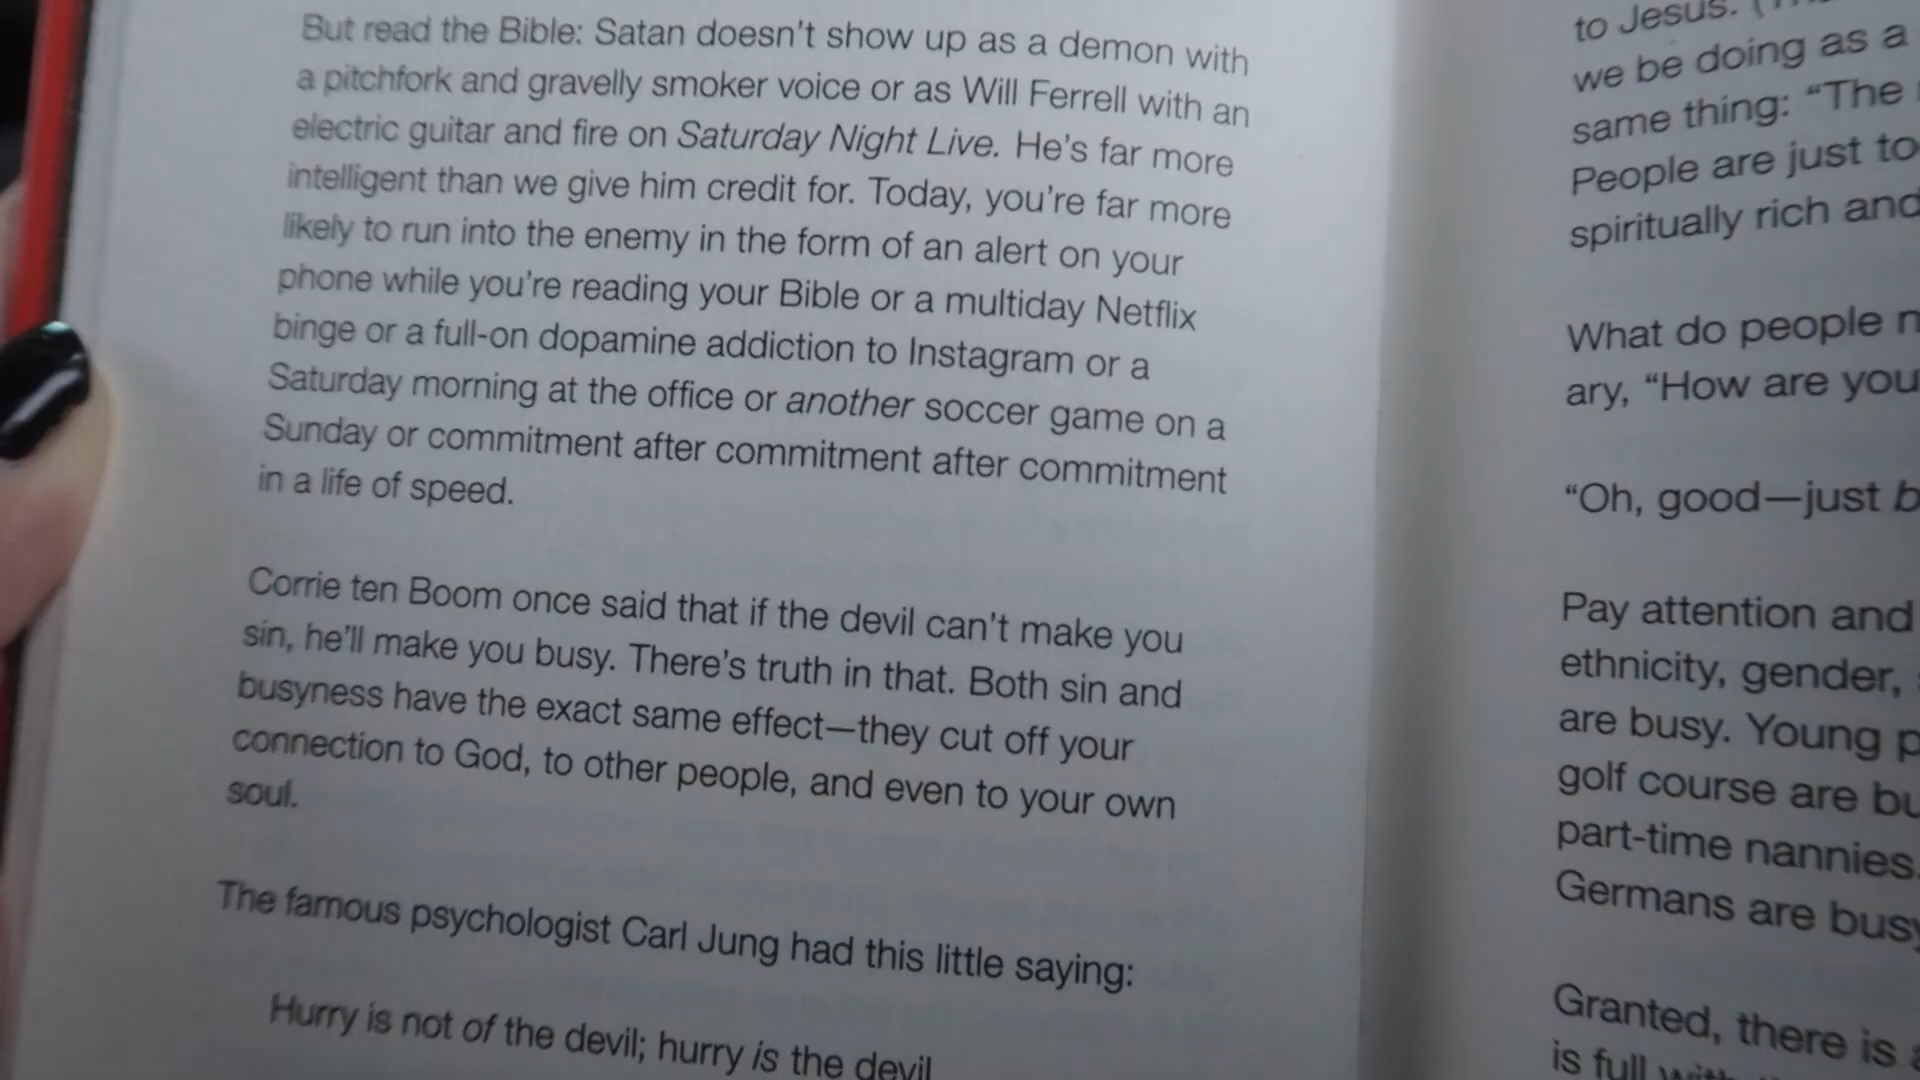 But read the Bible: Satan doesn't show up as a demon with
a pitchfork and gravelly smoker voice or as Will Ferrell with an
electric guitar and fire on Saturday Night Live. He's far more
intelligent than we give him credit for. Today, you're far more
likely to run into the enemy in the form of an alert on your
phone while you're reading your Bible or a multiday Netflix
binge or a full-on dopamine addiction to Instagram or a
Saturday morning at the office or another soccer game on a
Sunday or commitment after commitment after commitment
in a life of speed.
Corrie ten Boom once said that if the devil can't make you
sin, he'll make you busy. There's truth in that. Both sin and
busyness have the exact same effect—they cut off your
connection to God, to other people, and even to your own
soul.
The famous psychologist Carl Jung had this little saying:
Hurry is not of the devil; hurry is the devil
to Jesus.
we be doing as a
same thing: "The
People are just to
spiritually rich and
What do people
ary, "How are you
"Oh, good—just
Pay attention and
ethnicity, gender,
are busy. Young
golf course are
part-time nannies.
Germans are busy
Granted, there is
is full